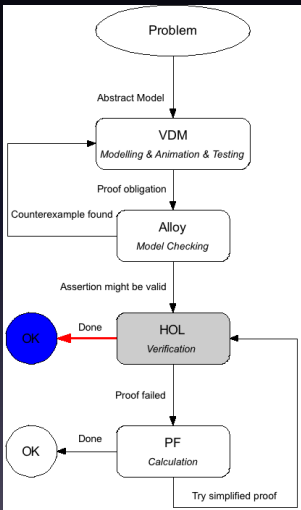 Problem
Abstract Model
VDM
Modelling & Animation & Testing
Proof obligation
Counterexample found
Alloy
Model Checking
Assertion might be valid
Done
OK
HOL
Verification
Proof failed
Done
OK
PF
Calculation
Try simplified proof